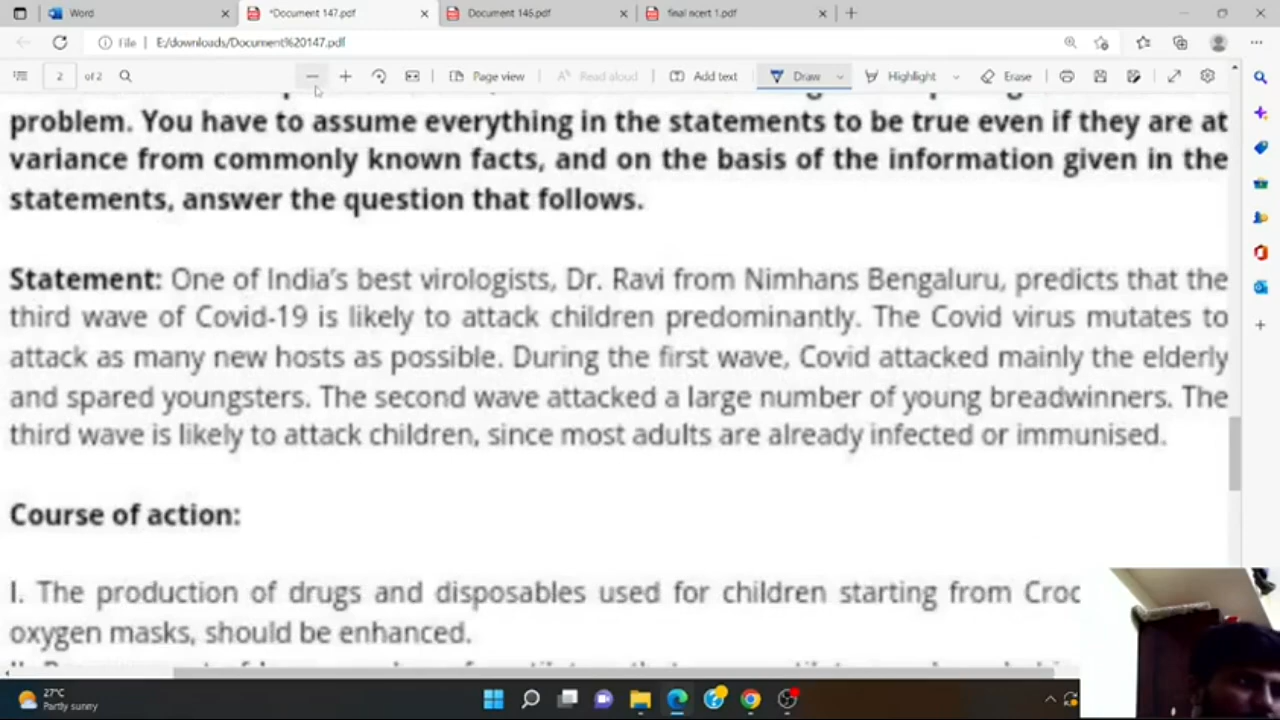 Word
*Document 147.pdf
Document 146.pdf
final ncert 1.pdf
File | E:/downloads/Document%20147.pdf
2 of 2
Page view
Read aloud
Add text
Draw
Highlight
Erase
problem. You have to assume everything in the statements to be true even if they are at
variance from commonly known facts, and on the basis of the information given in the
statements, answer the question that follows.
Statement: One of India's best virologists, Dr. Ravi from Nimhans Bengaluru, predicts that the
third wave of Covid-19 is likely to attack children predominantly. The Covid virus mutates to
attack as many new hosts as possible. During the first wave, Covid attacked mainly the elderly
and spared youngsters. The second wave attacked a large number of young breadwinners. The
third wave is likely to attack children, since most adults are already infected or immunised.
Course of action:
I. The production of drugs and disposables used for children starting from Croc
oxygen masks, should be enhanced.
27°C
Partly sunny